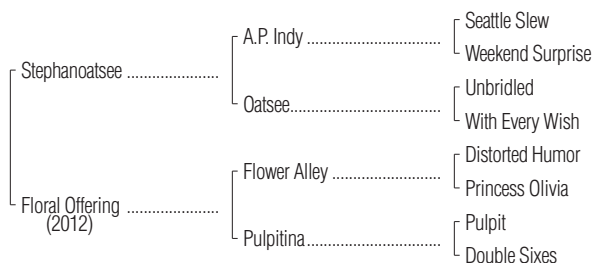 Seattle Slew
A.P. Indy ................................
Weekend Surprise
Stephanoatsee ......................
Unbridled
Oatsee ....................................
With Every Wish
Distorted Humor
Flower Alley ..........................
Princess Olivia
Floral Offering ......................
(2012)
Pulpit
Pulpitina ................................
Double Sixes